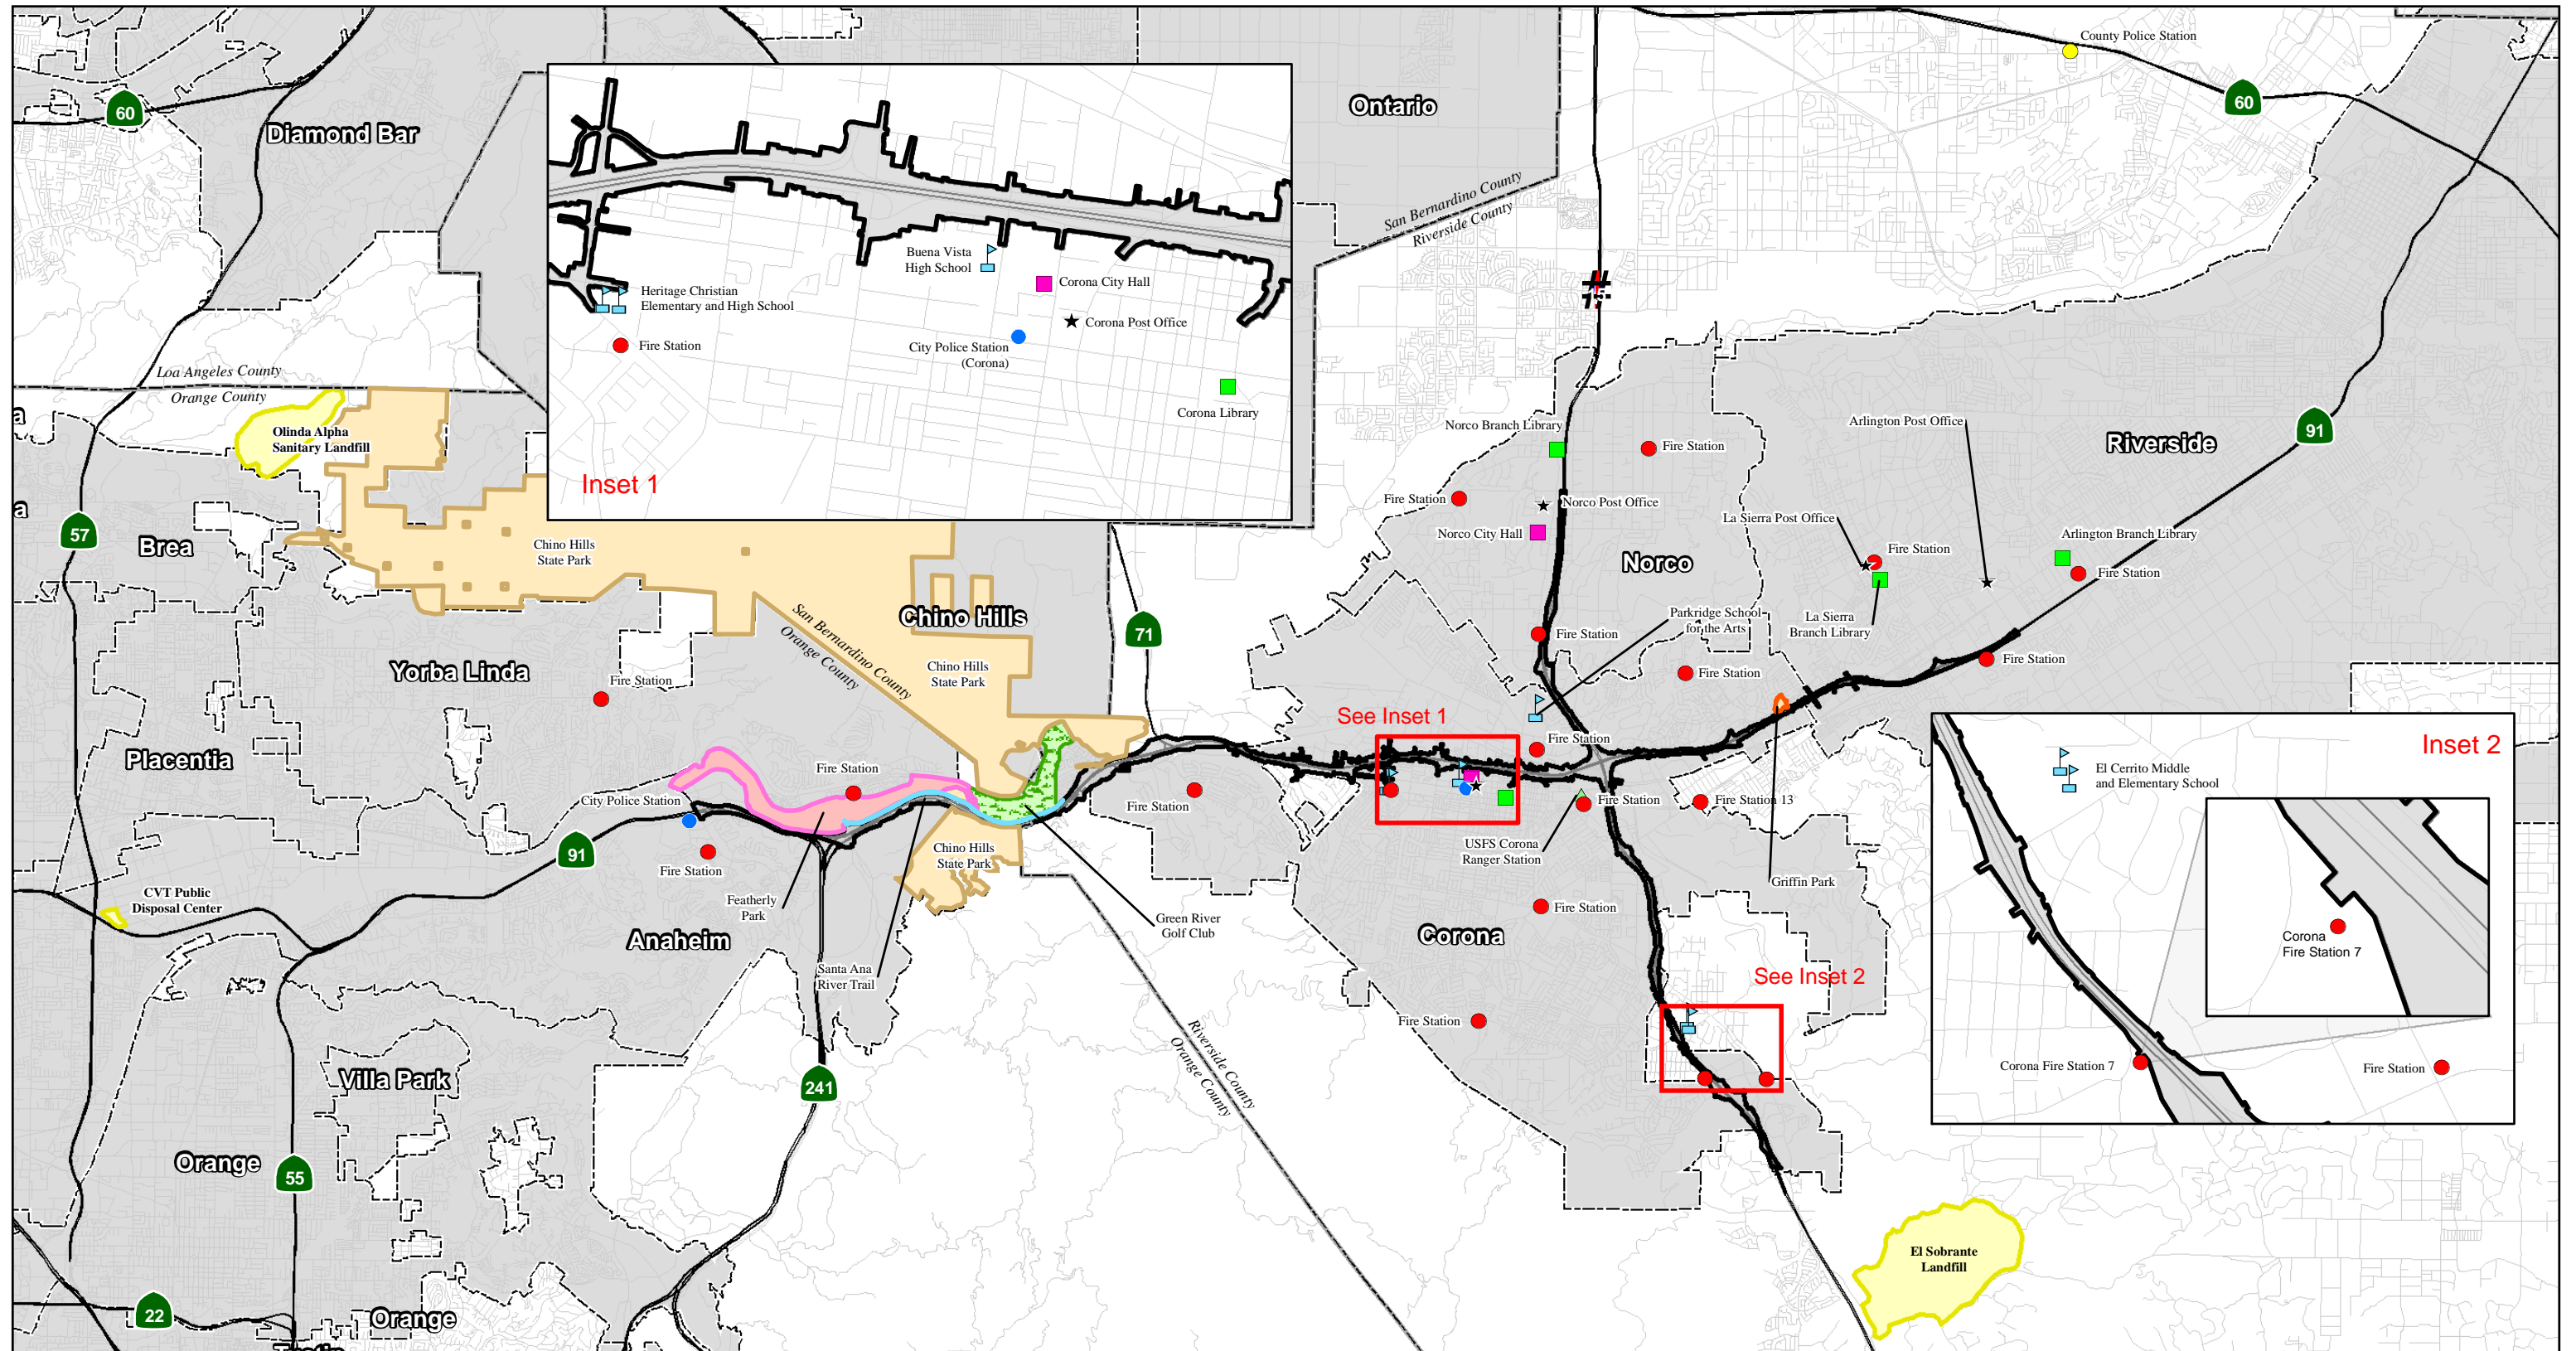 County Police Station
60
60
Diamond Bar
Ontario
San Bernardino County
Riverside County
Buena Vista
High School
Corona City Hall
Heritage Christian
Elementary and High School
Corona Post Office
Fire Station
City Police Station
(Corona)
Corona Library
Inset 1
Loa Angeles County
Orange County
Olinda Alpha
Sanitary Landfill
a
a
57
Brea
Chino Hills
State Park
Norco Branch Library
Fire Station
Fire Station
Norco Post Office
Norco City Hall
Norco
Arlington Post Office
Riverside
91
La Sierra Post Office
Fire Station
Arlington Branch Library
Fire Station
La Sierra
Branch Library
Chino Hills
71
San Bernardino County
Orange County
Chino Hills
State Park
Parkridge School
for the Arts
Fire Station
Fire Station
Fire Station
Yorba Linda
Fire Station
Placentia
Fire Station
City Police Station
91
Fire Station
Chino Hills
State Park
Featherly
Park
Green River
Golf Club
Santa Ana
River Trail
CVT Public
Disposal Center
Anaheim
Fire Station
See Inset 1
Fire Station
Fire Station
Fire Station 13
USFS Corona
Ranger Station
Griffin Park
Fire Station
Corona
See Inset 2
Fire Station
Riverside County
Orange County
Inset 2
El Cerrito Middle
and Elementary School
Corona
Fire Station 7
Corona Fire Station 7
Fire Station
241
Villa Park
Orange
55
22
Orange
Tustin
El Sobrante
Landfill